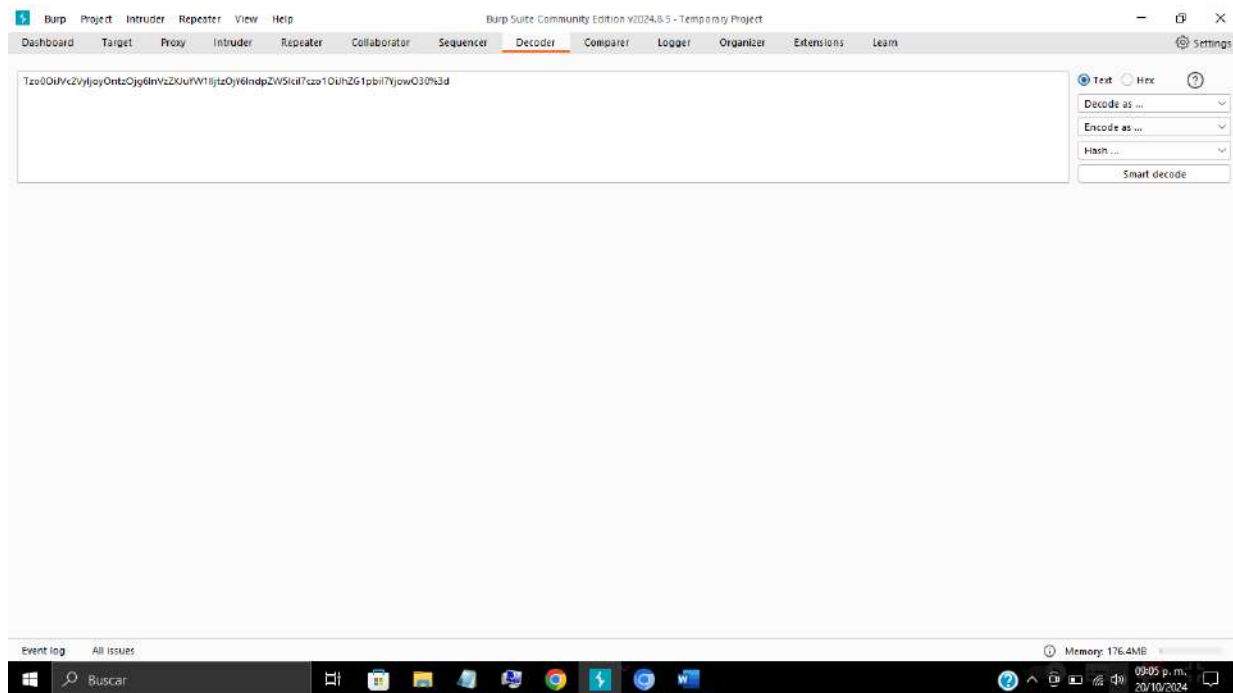 Burp Project Intruder Repeater View Help Burp Suite Community Edition v2024.8.5 - Temporary Project
Dashboard Target Proxy Intruder Repeater Collaborator Sequencer Decoder Comparer Logger Organizer Extensions Learn Settings
Tzo0OiJVc2VyIjoyOntzOjg6InVzZXJuYW1lIjtzOjY6IndpZW5lciI7czo1OiJhZG1pbiI7YjowO30%3d
Text Hex ?
Decode as ...
Encode as ...
Hash ...
Smart decode
Event log All issues Memory: 176.4MB
Buscar 09:05 p. m.
20/10/2024